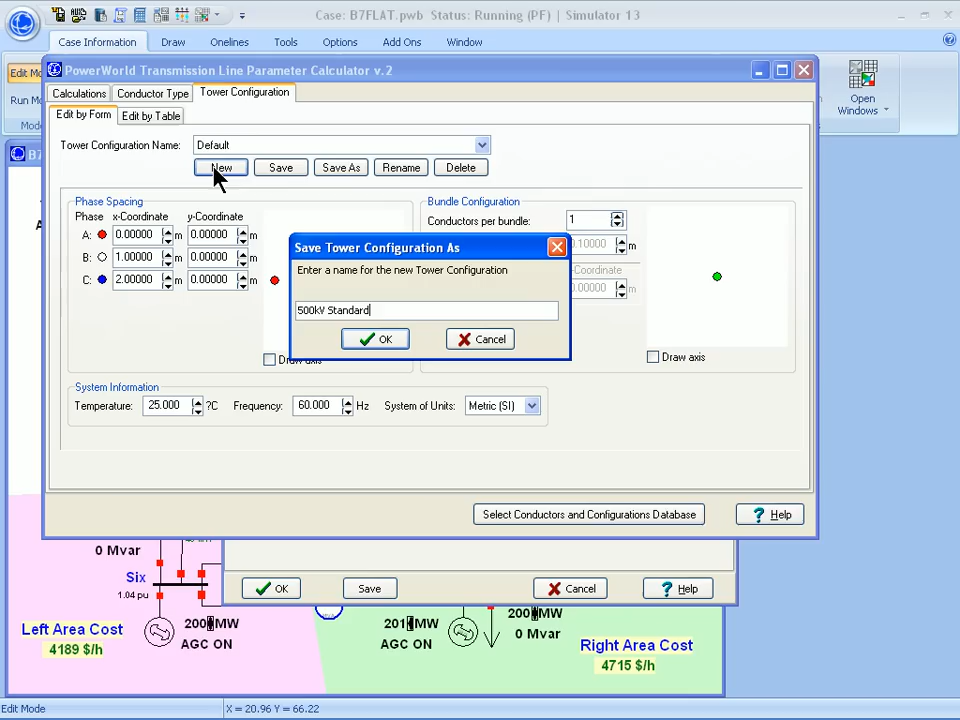 Case: B7FLAT.pwb Status: Running (PF) | Simulator 13
Case Information Draw Onelines Tools Options Add Ons Window
Edit Mo
Run M
Mod
Open
Windows
PowerWorld Transmission Line Parameter Calculator v.2
Calculations Conductor Type Tower Configuration
Edit by Form Edit by Table
Tower Configuration Name: Default
New Save Save As Rename Delete
Phase Spacing
Phase x-Coordinate y-Coordinate
A: 0.00000 m 0.00000 m
B: 1.00000 m 0.00000 m
C: 2.00000 m 0.00000 m
Draw axis
Bundle Configuration
Conductors per bundle: 1
0.10000 m
-Coordinate
0.00000 m
Draw axis
Save Tower Configuration As
Enter a name for the new Tower Configuration
500kV Standard
OK Cancel
System Information
Temperature: 25.000 ?C Frequency: 60.000 Hz System of Units: Metric (SI)
Select Conductors and Configurations Database ? Help
OK Save Cancel ? Help
0 Mvar
Six
1.04 pu
200 MW
AGC ON
201 MW
AGC ON
200 MW
0 Mvar
Left Area Cost
4189 $/h
Right Area Cost
4715 $/h
Edit Mode X = 20.96 Y = 66.22